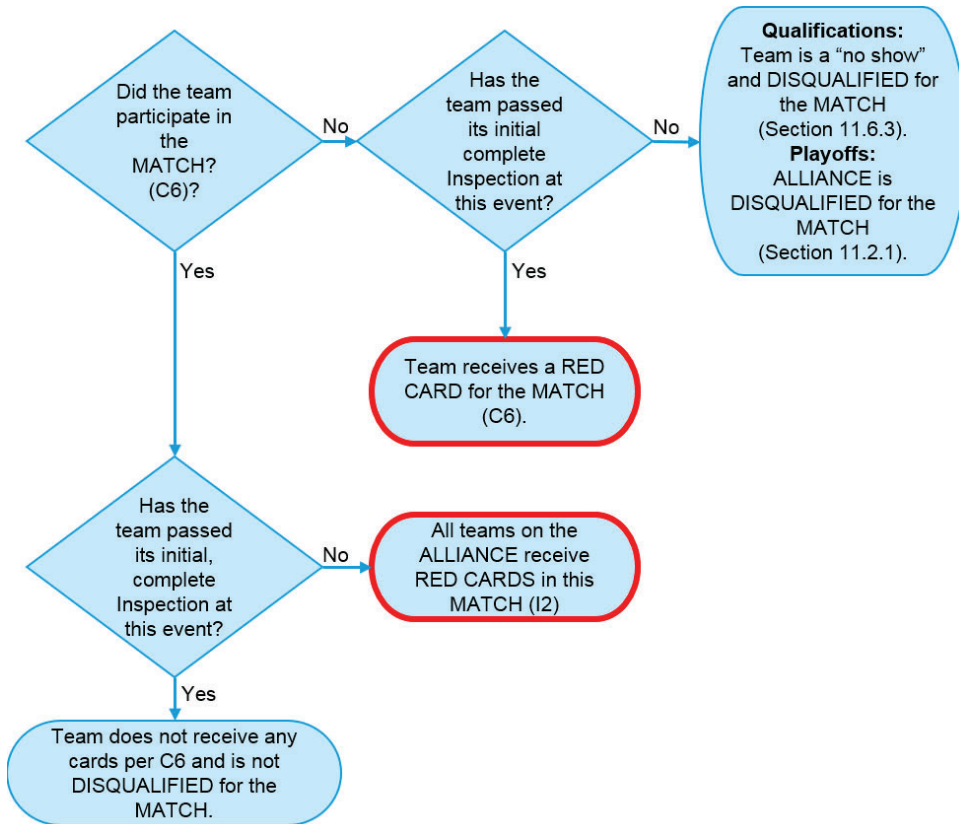 Did the team
participate in
the
MATCH?
(C6)?
No
Has the
team passed
its initial
complete
Inspection at
this event?
No
Qualifications:
Team is a “no show”
and DISQUALIFIED for
the MATCH
(Section 11.6.3).
Playoffs:
ALLIANCE is
DISQUALIFIED for the
MATCH
(Section 11.2.1).
Yes
Yes
Team receives a RED
CARD for the MATCH
(C6).
Has the
team passed
its initial,
complete
Inspection at
this event?
No
All teams on the
ALLIANCE receive
RED CARDS in this
MATCH (I2)
Yes
Team does not receive any
cards per C6 and is not
DISQUALIFIED for the
MATCH.